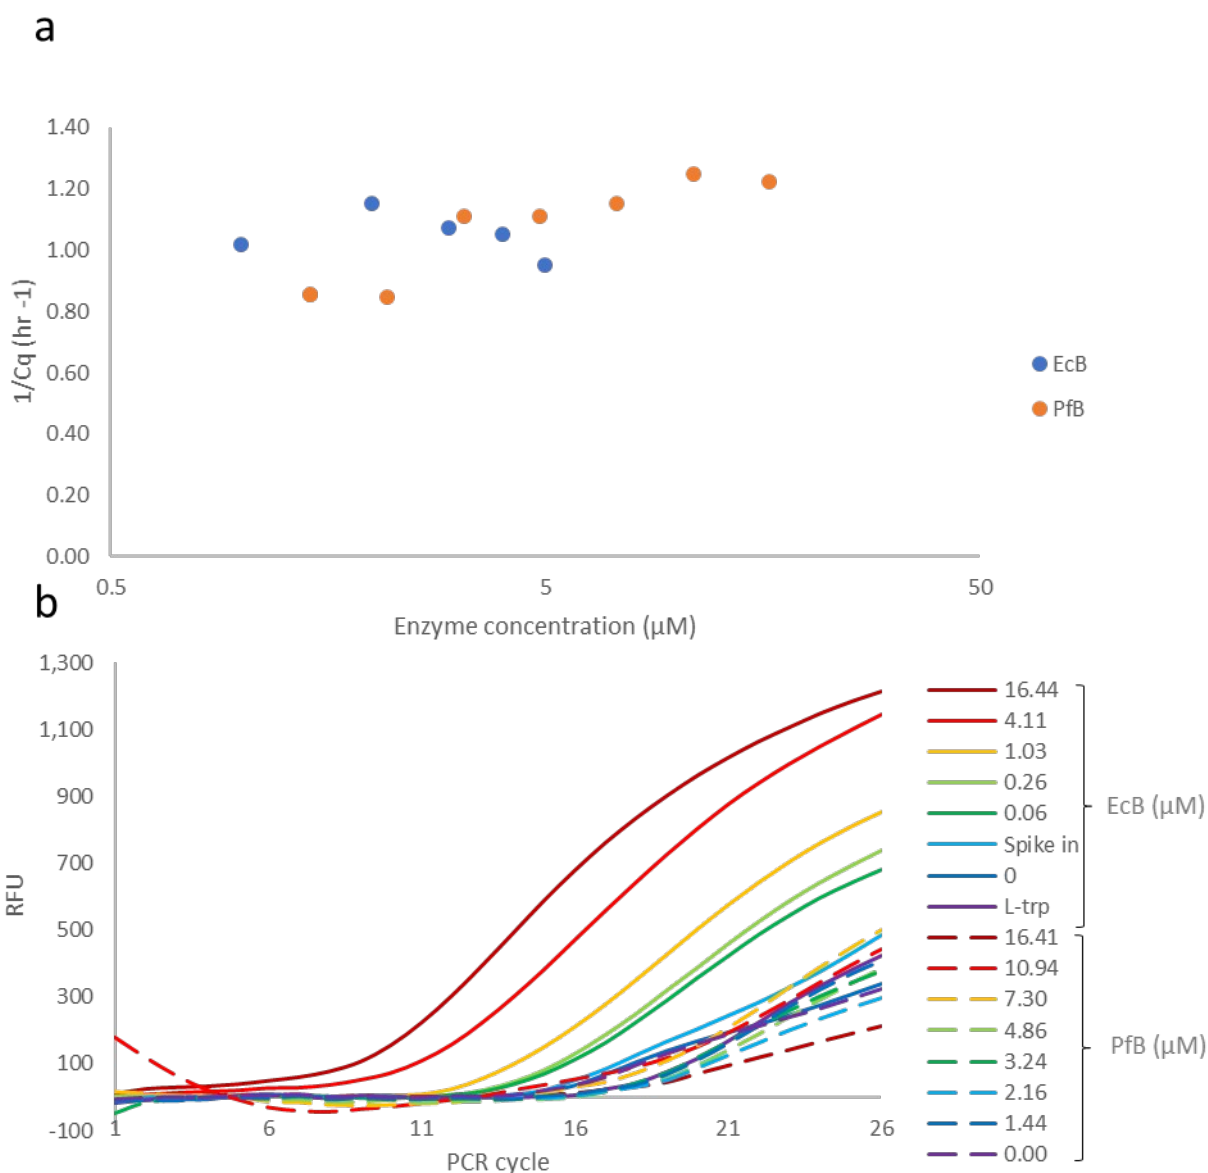 a
1.40
1.20
1.00
0.80
0.60
0.40
0.20
0.00
1/Cq (hr -1)
0.5 5 50
Enzyme concentration (µM)
EcB
PfB
b
1,300
1,100
900
700
500
300
100
-100
RFU
1 6 11 16 21 26
PCR cycle
16.44
4.11
1.03
0.26
0.06
Spike in
0
L-trp
EcB (µM)
16.41
10.94
7.30
4.86
3.24
2.16
1.44
0.00
PfB (µM)